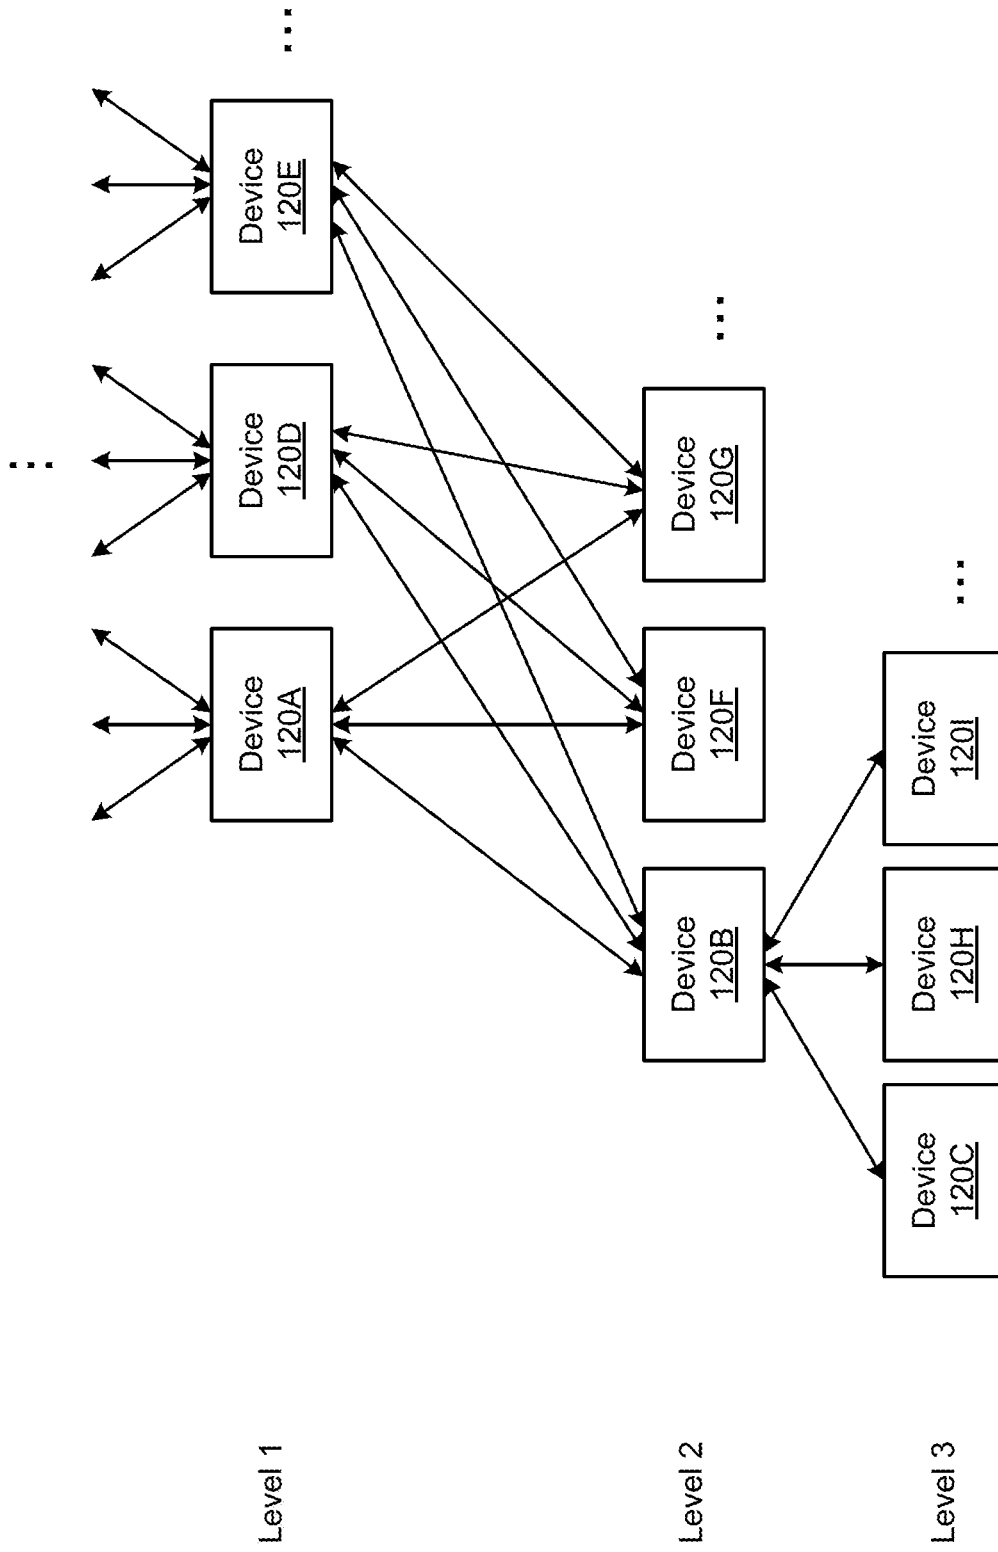 ...
...
Level 1
Device
120A
Device
120D
Device
120E
Level 2
Device
120B
Device
120F
Device
120G
...
Level 3
Device
120C
Device
120H
Device
120I
...